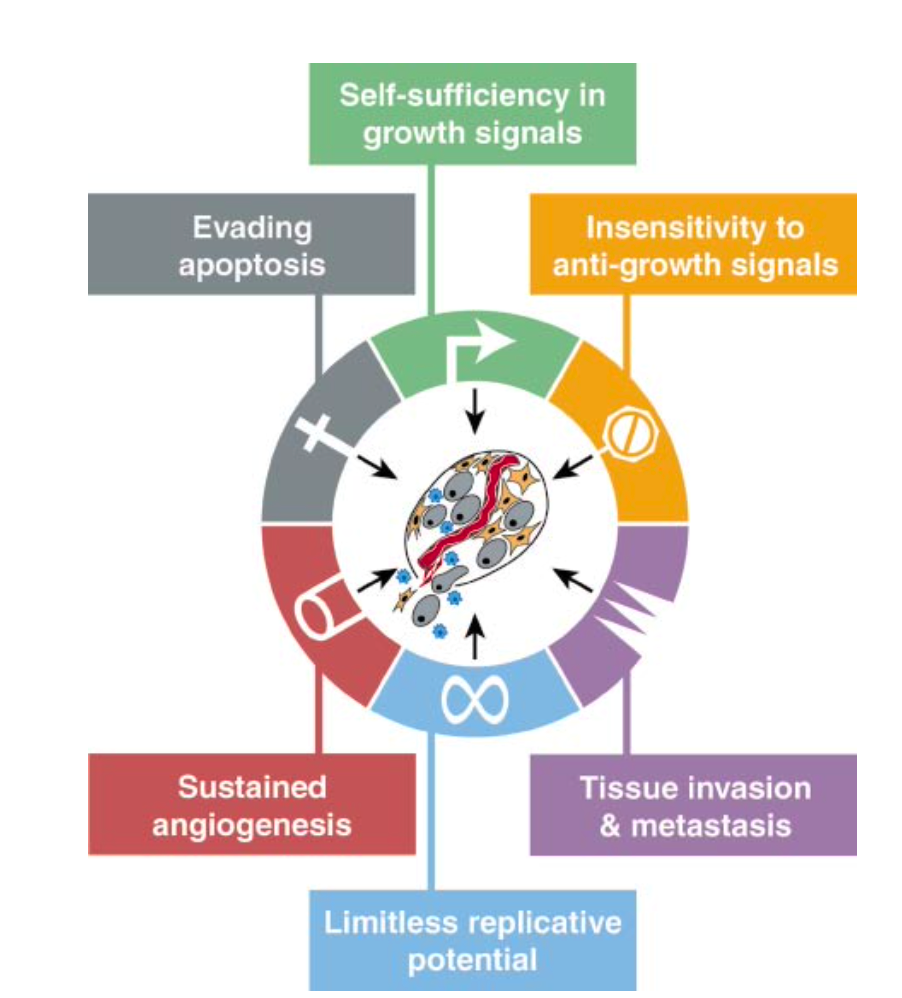 Self-sufficiency in
growth signals
Evading
apoptosis
Insensitivity to
anti-growth signals
Sustained
angiogenesis
Tissue invasion
& metastasis
Limitless replicative
potential